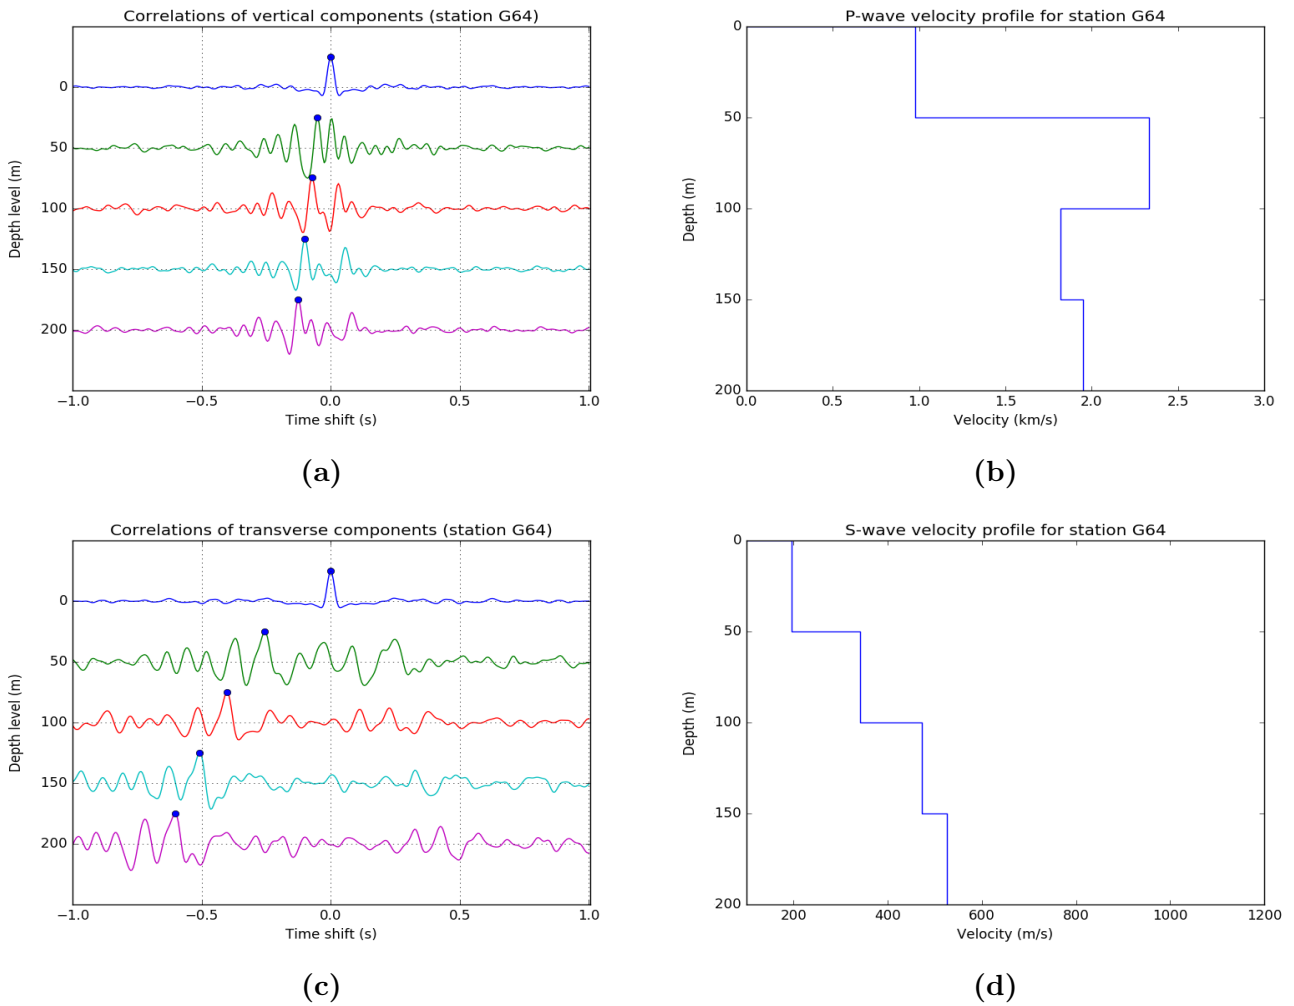 Correlations of vertical components (station G64)
Depth level (m)
0
50
100
150
200
−1.0 −0.5 0.0 0.5 1.0
Time shift (s)
(a)
P-wave velocity profile for station G64
Depth (m)
0
50
100
150
200
0.0 0.5 1.0 1.5 2.0 2.5 3.0
Velocity (km/s)
(b)
Correlations of transverse components (station G64)
Depth level (m)
0
50
100
150
200
−1.0 −0.5 0.0 0.5 1.0
Time shift (s)
(c)
S-wave velocity profile for station G64
Depth (m)
0
50
100
150
200
200 400 600 800 1000 1200
Velocity (m/s)
(d)